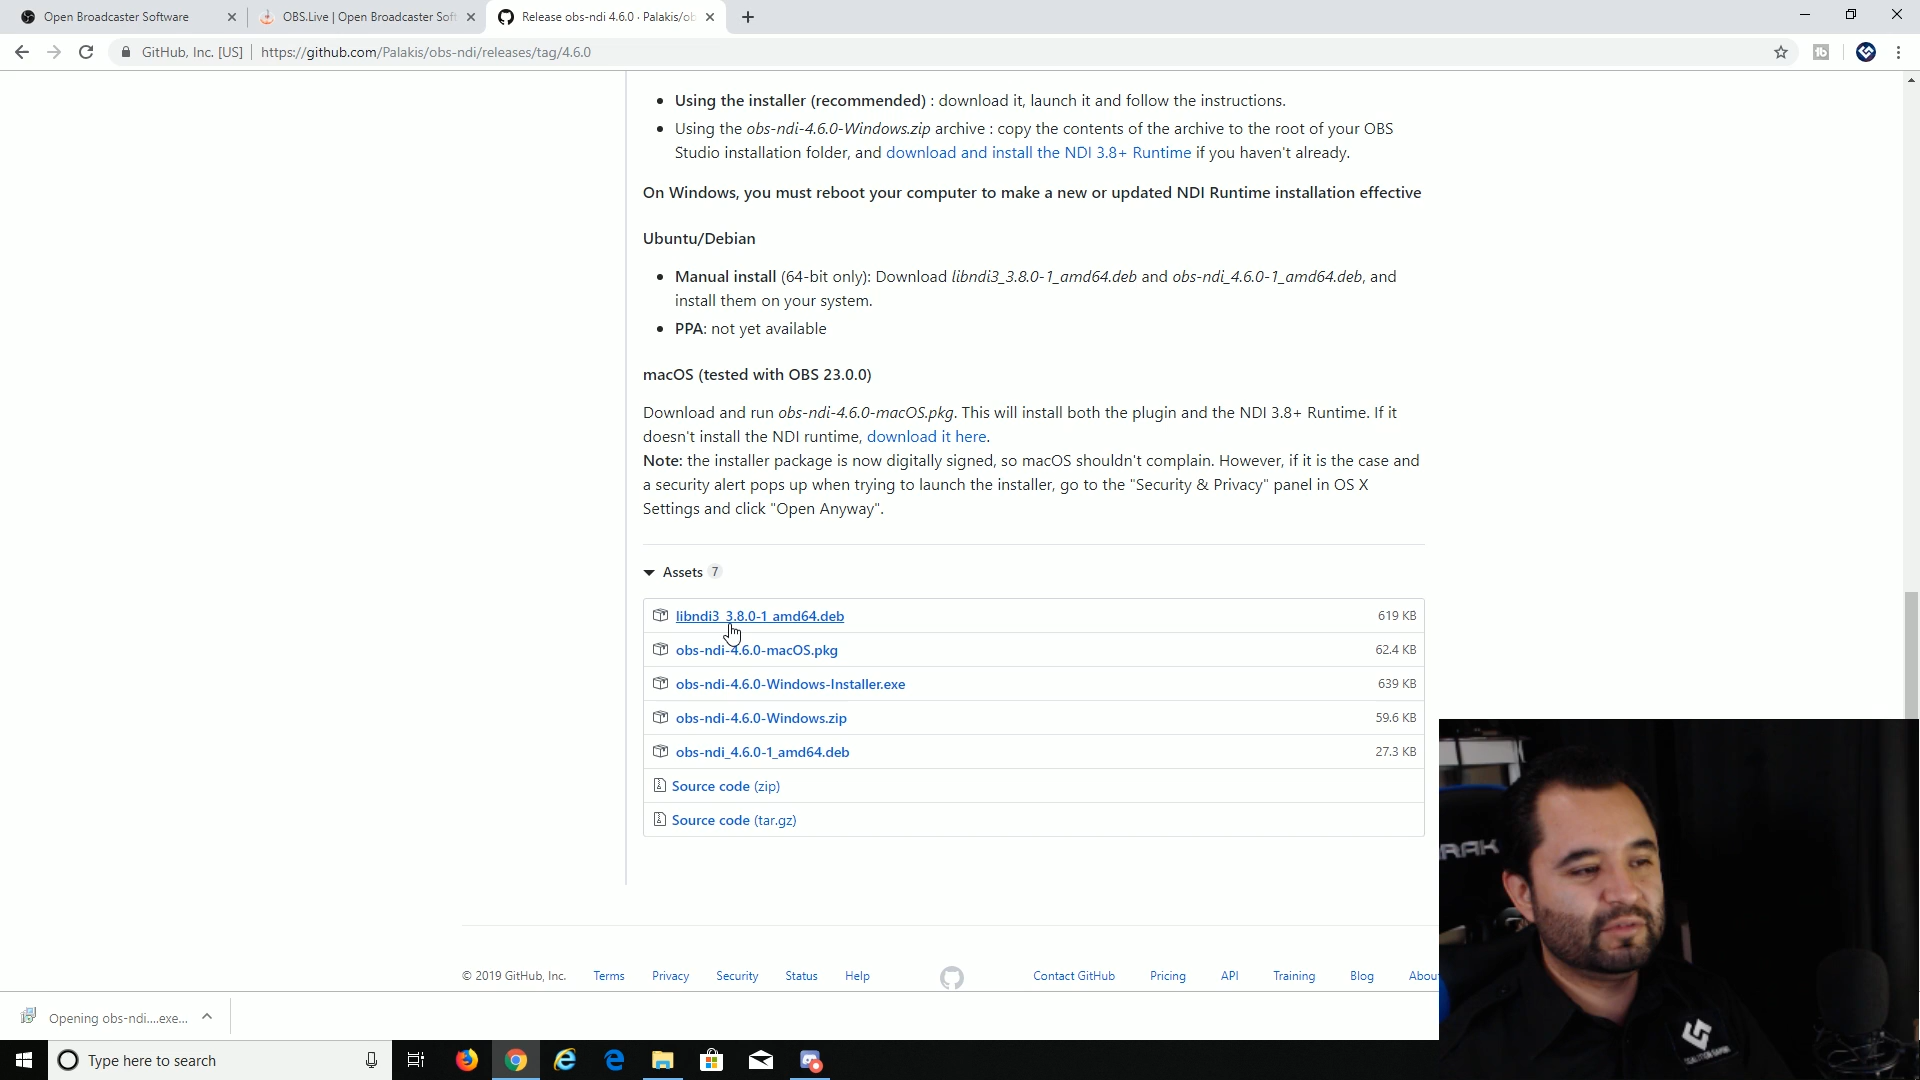 Open Broadcaster Software
OBS.Live | Open Broadcaster Soft
Release obs-ndi 4.6.0 · Palakis/ob
GitHub, Inc. [US] | https://github.com/Palakis/obs-ndi/releases/tag/4.6.0
Using the installer (recommended) : download it, launch it and follow the instructions.
Using the obs-ndi-4.6.0-Windows.zip archive : copy the contents of the archive to the root of your OBS
Studio installation folder, and download and install the NDI 3.8+ Runtime if you haven't already.
On Windows, you must reboot your computer to make a new or updated NDI Runtime installation effective
Ubuntu/Debian
Manual install (64-bit only): Download libndi3_3.8.0-1_amd64.deb and obs-ndi_4.6.0-1_amd64.deb, and
install them on your system.
PPA: not yet available
macOS (tested with OBS 23.0.0)
Download and run obs-ndi-4.6.0-macOS.pkg. This will install both the plugin and the NDI 3.8+ Runtime. If it
doesn't install the NDI runtime, download it here.
Note: the installer package is now digitally signed, so macOS shouldn't complain. However, if it is the case and
a security alert pops up when trying to launch the installer, go to the "Security & Privacy" panel in OS X
Settings and click "Open Anyway".
Assets 7
libndi3_3.8.0-1_amd64.deb 619 KB
obs-ndi-4.6.0-macOS.pkg 62.4 KB
obs-ndi-4.6.0-Windows-Installer.exe 639 KB
obs-ndi-4.6.0-Windows.zip 59.6 KB
obs-ndi_4.6.0-1_amd64.deb 27.3 KB
Source code (zip)
Source code (tar.gz)
© 2019 GitHub, Inc. Terms Privacy Security Status Help Contact GitHub Pricing API Training Blog Abou
Opening obs-ndi....exe...
Type here to search